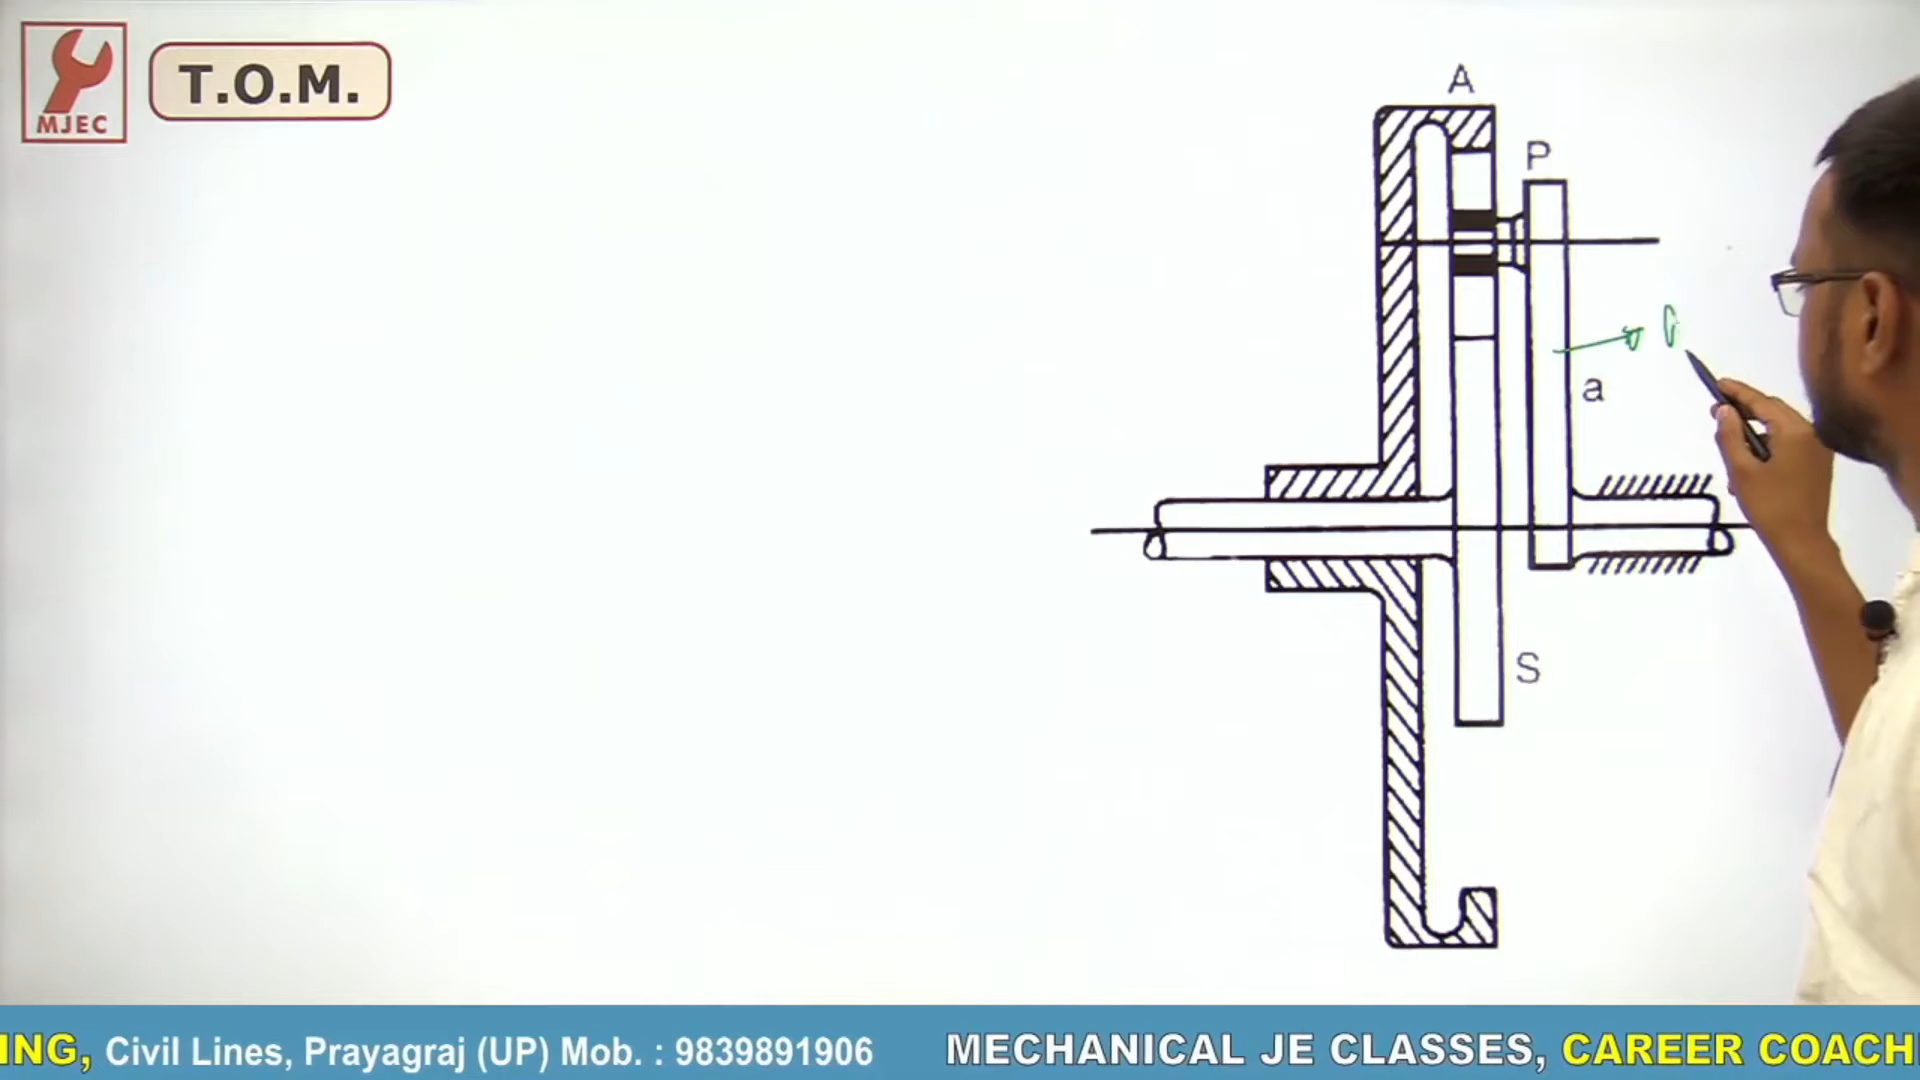 MJEC
T.O.M.
A
P
a
S
ING, Civil Lines, Prayagraj (UP) Mob. : 9839891906 MECHANICAL JE CLASSES, CAREER COACH